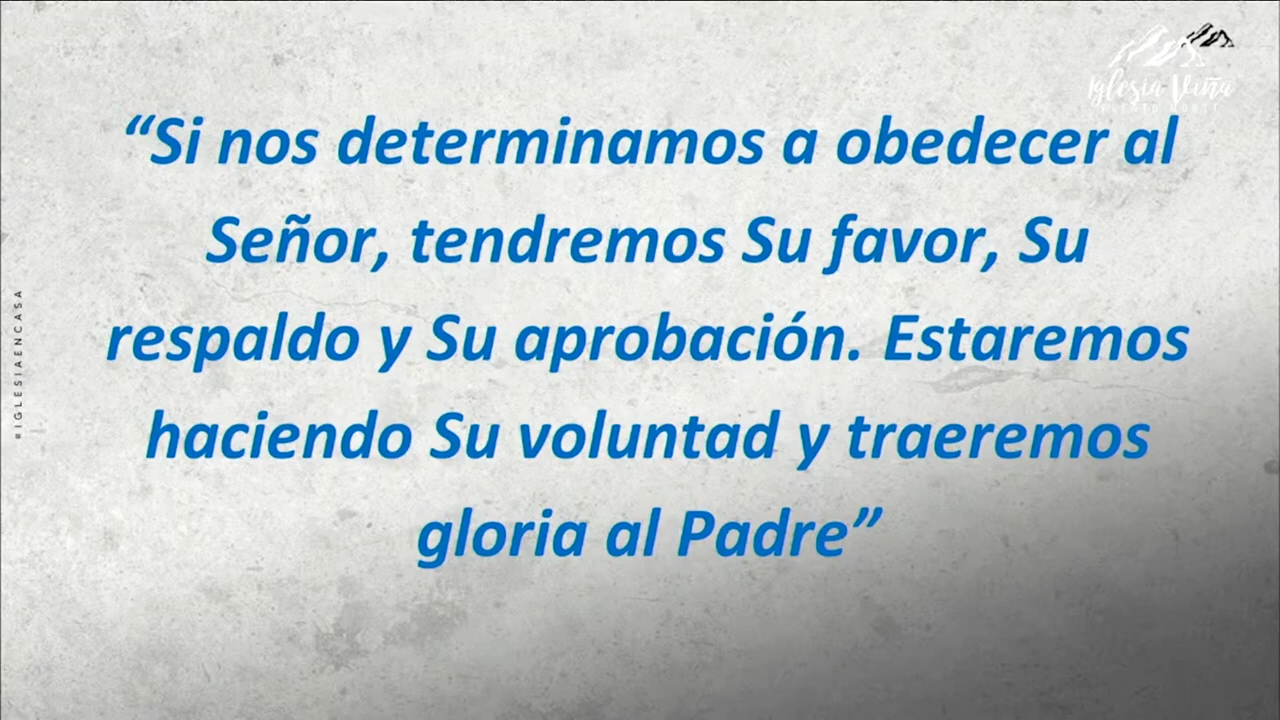 Iglesia Viña
“Si nos determinamos a obedecer al
Señor, tendremos Su favor, Su
respaldo y Su aprobación. Estaremos
haciendo Su voluntad y traeremos
gloria al Padre”
#IGLESIAENCASA